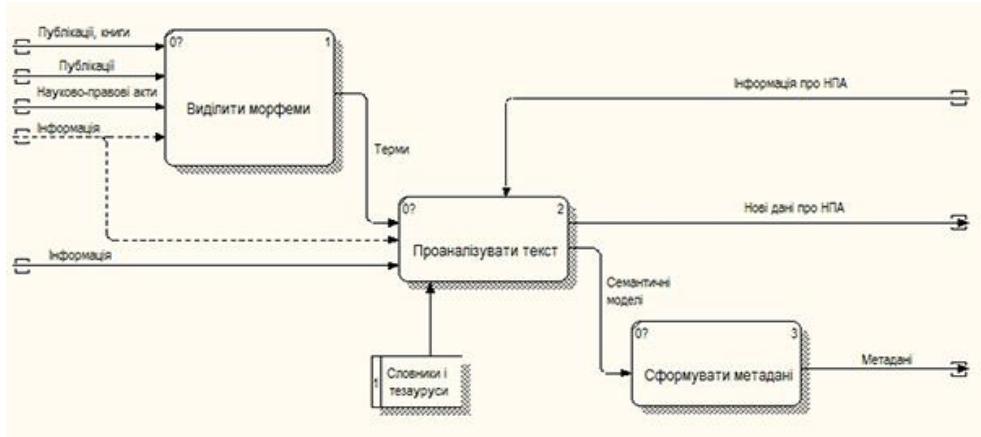 Публікації, книги
0?
1
Публікації
Науково-правові акти
Виділити морфеми
Інформація
Інформація про НПА
Терми
0?
2
Нові дані про НПА
Проаналізувати текст
Інформація
Семантичні
моделі
0?
3
1
Словники і
тезауруси
Сформувати метадані
Метадані